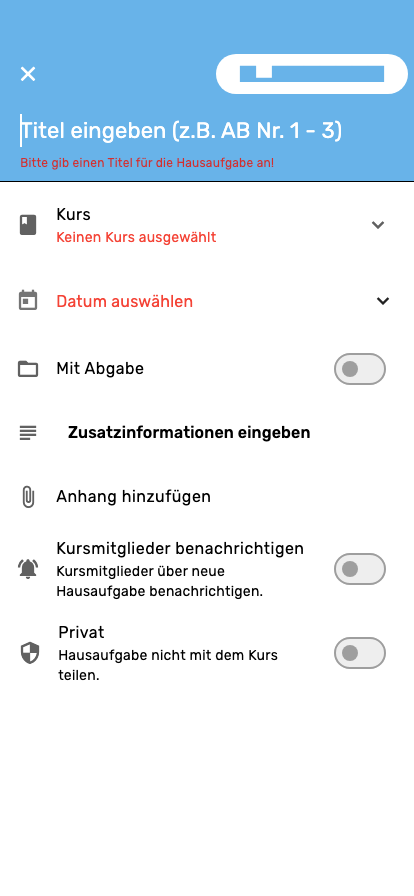 Titel eingeben (z.B. AB Nr. 1 - 3)
Bitte gib einen Titel für die Hausaufgabe an!
Kurs
Keinen Kurs ausgewählt
Datum auswählen
Mit Abgabe
Zusatzinformationen eingeben
Anhang hinzufügen
Kursmitglieder benachrichtigen
Kursmitglieder über neue
Hausaufgabe benachrichtigen.
Privat
Hausaufgabe nicht mit dem Kurs
teilen.